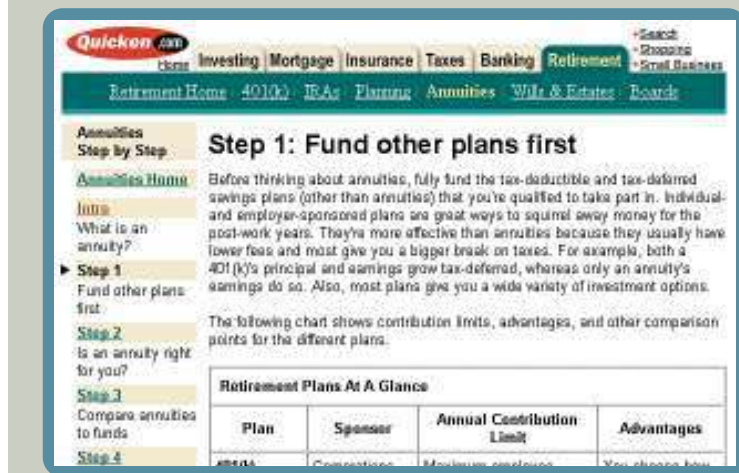 Quicken.com
Home
Investing Mortgage Insurance Taxes Banking Retirement
+Search
+Shopping
+Small Business
Retirement Home 401(k) IRAs Planning Annuities Wills & Estates Boards
Annuities
Step by Step
Annuities Home
Intro
What is an
annuity?
Step 1
Fund other plans
first
Step 2
Is an annuity right
for you?
Step 3
Compare annuities
to funds
Step 4
Step 1: Fund other plans first
Before thinking about annuities, fully fund the tax-deductible and tax-deferred
savings plans (other than annuities) that you're qualified to take part in. Individual-
and employer-sponsored plans are great ways to squirrel away money for the
post-work years. They're more effective than annuities because they usually have
lower fees and most give you a bigger break on taxes. For example, both a
401(k)'s principal and earnings grow tax-deferred, whereas only an annuity's
earnings do so. Also, most plans give you a wide variety of investment options.
The following chart shows contribution limits, advantages, and other comparison
points for the different plans.
Retirement Plans At A Glance
Plan Sponsor Annual Contribution Advantages
Limit
401(k) Corporations Maximum employee You choose how